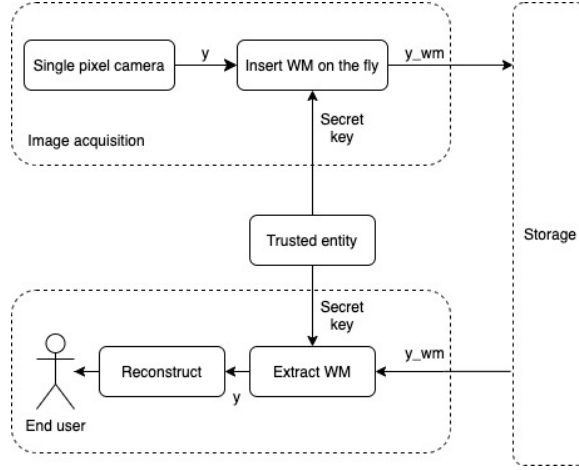 Single pixel camera
y
Insert WM on the fly
y_wm
Image acquisition
Secret
key
Trusted entity
Storage
Secret
key
y_wm
Reconstruct
y
Extract WM
End user